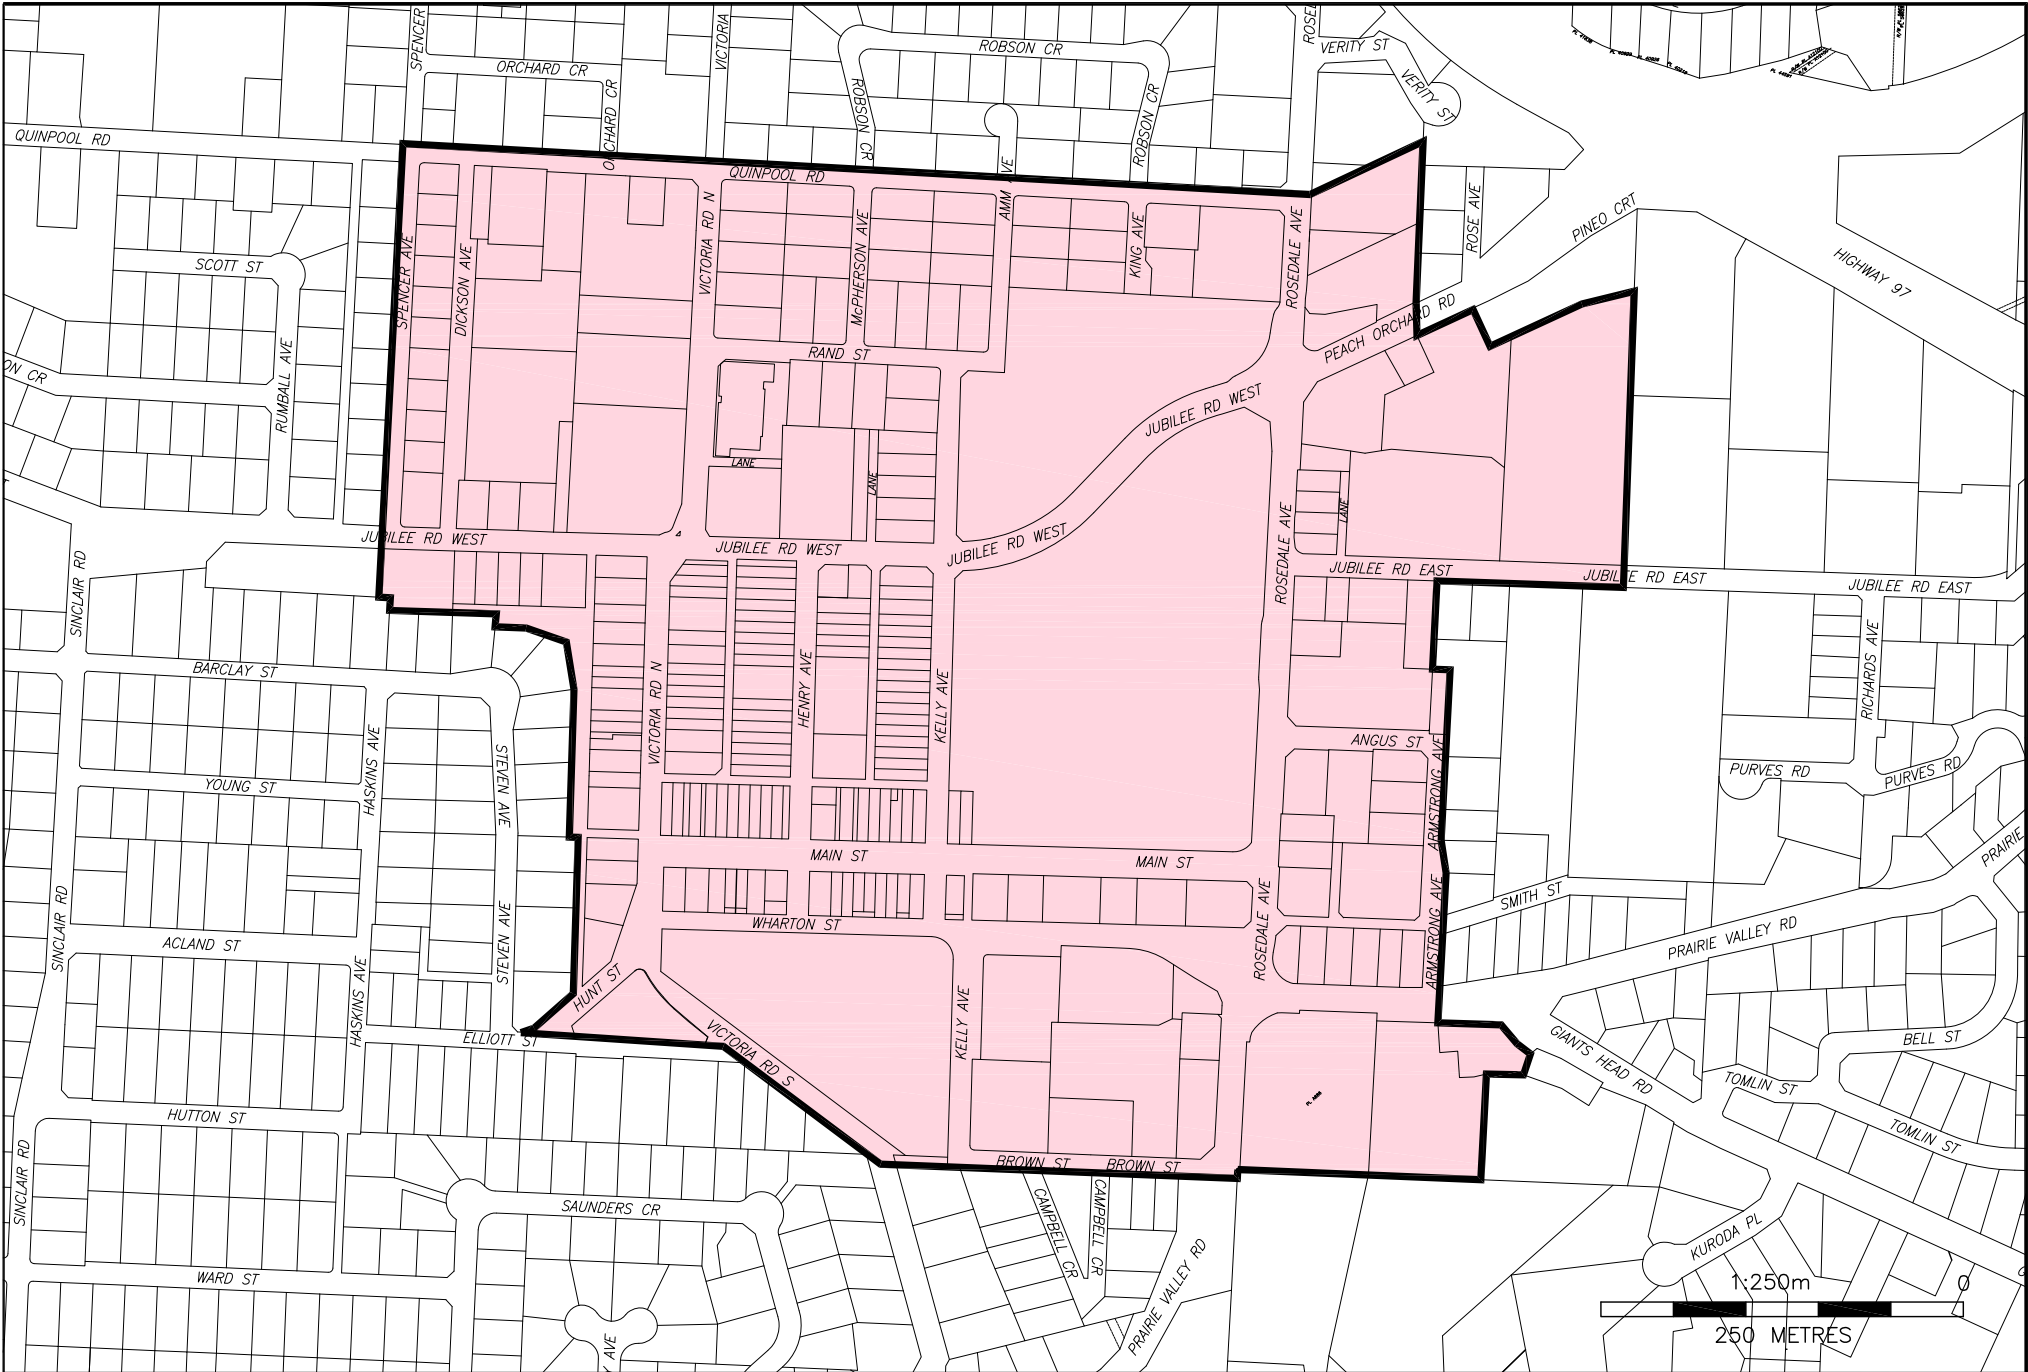 SPENCER
VICTORIA
ROBSON CR
VERITY ST
ORCHARD CR
VERITY ST
ORCHARD CR
ROBSON CR
ROBSON CR
QUINPOOL RD
QUINPOOL RD
AMM AVE
ROSE AVE
PINEO CRT
SPENCER AVE
DICKSON AVE
VICTORIA RD N
McPHERSON AVE
KING AVE
ROSEDALE AVE
HIGHWAY 97
SCOTT ST
PEACH ORCHARD RD
RAND ST
ON CR
RUMBALL AVE
JUBILEE RD WEST
LANE
LANE
LANE
JUBILEE RD WEST
JUBILEE RD WEST
JUBILEE RD WEST
ROSEDALE AVE
JUBILEE RD EAST
JUBILEE RD EAST
JUBILEE RD EAST
SINCLAIR RD
BARCLAY ST
VICTORIA RD N
HENRY AVE
KELLY AVE
RICHARDS AVE
HASKINS AVE
STEVEN AVE
ANGUS ST
ARMSTRONG AVE
PURVES RD
PURVES RD
YOUNG ST
MAIN ST
MAIN ST
PRAIRIE
SINCLAIR RD
STEVEN AVE
ROSEDALE AVE
ARMSTRONG AVE
SMITH ST
WHARTON ST
PRAIRIE VALLEY RD
ACLAND ST
HASKINS AVE
HUNT ST
KELLY AVE
ELLIOTT ST
VICTORIA RD S
GIANTS HEAD RD
BELL ST
TOMLIN ST
TOMLIN ST
HUTTON ST
SINCLAIR RD
BROWN ST
BROWN ST
CAMPBELL CR
CAMPBELL CR
SAUNDERS CR
KURODA PL
PRAIRIE VALLEY RD
WARD ST
1:250m
0
250 METRES